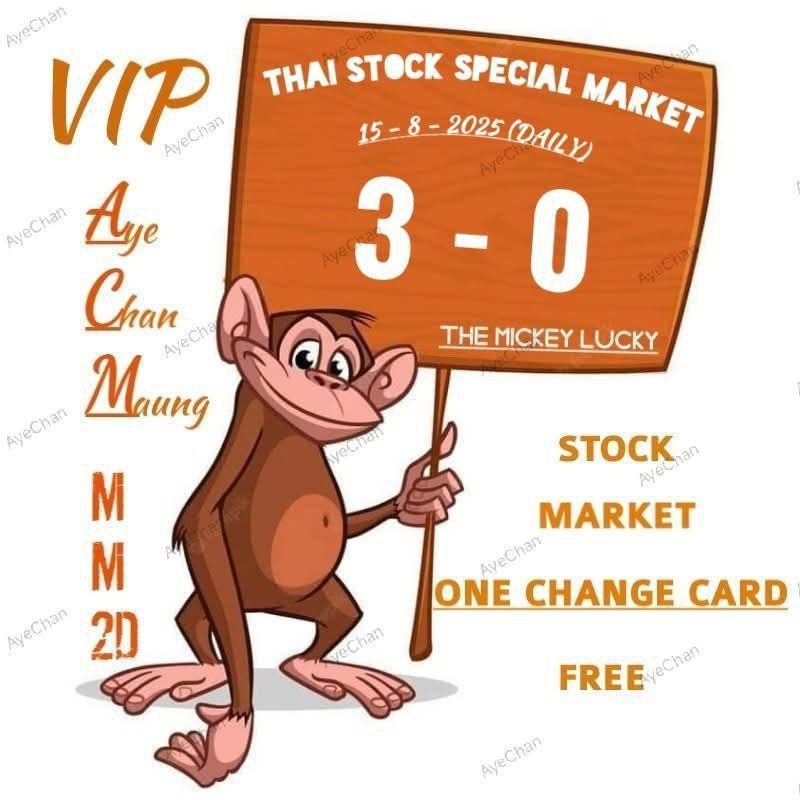 VIP
Aye
Chan
Maung
M
M
2D
THAI STOCK SPECIAL MARKET
15 - 8 - 2025 (DAILY)
3 - 0
THE MICKEY LUCKY
STOCK
MARKET
ONE CHANGE CARD
FREE
AyeChan